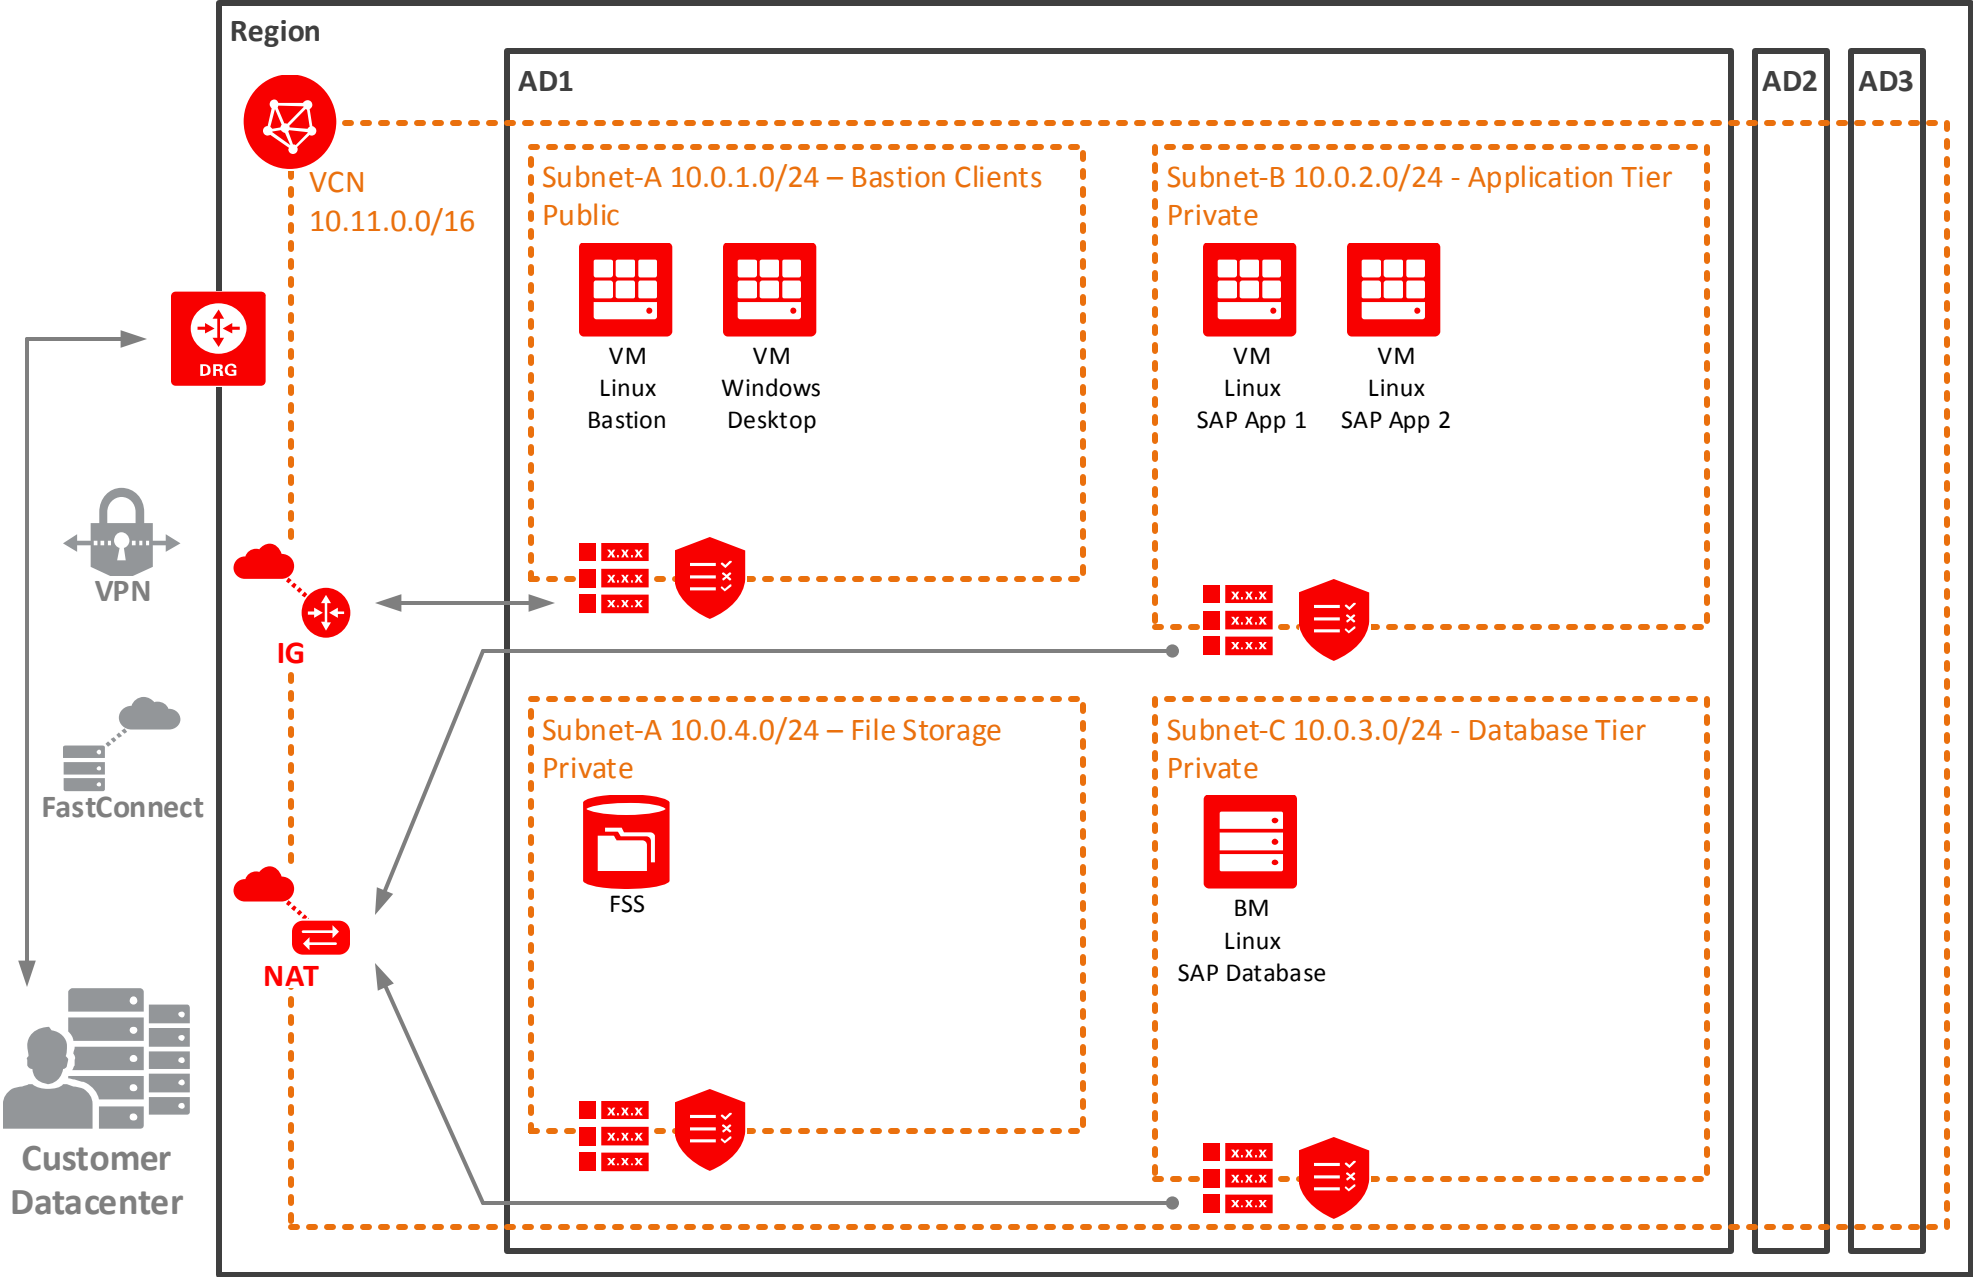 Region
AD1
AD2
AD3
VCN
10.11.0.0/16
Subnet-A 10.0.1.0/24 – Bastion Clients
Public
VM
Linux
Bastion
VM
Windows
Desktop
x.x.x
x.x.x
x.x.x
Subnet-B 10.0.2.0/24 - Application Tier
Private
VM
Linux
SAP App 1
VM
Linux
SAP App 2
x.x.x
x.x.x
x.x.x
DRG
VPN
IG
FastConnect
NAT
Customer
Datacenter
Subnet-A 10.0.4.0/24 – File Storage
Private
FSS
x.x.x
x.x.x
x.x.x
Subnet-C 10.0.3.0/24 - Database Tier
Private
BM
Linux
SAP Database
x.x.x
x.x.x
x.x.x